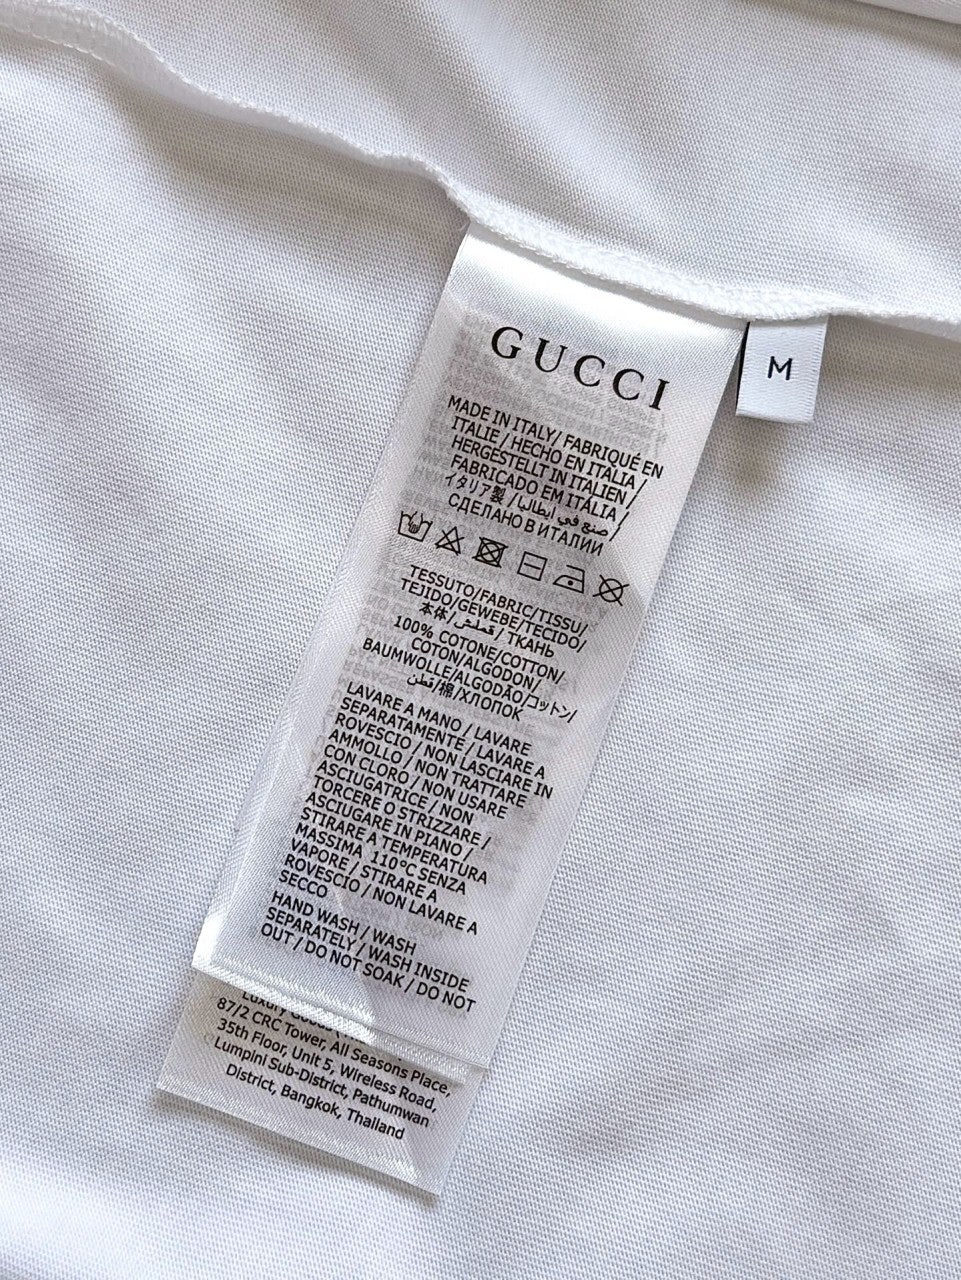 GUCCI
M
MADE IN ITALY/ FABRIQUÉ EN
ITALIE / HECHO EN ITALIA /
HERGESTELLT IN ITALIEN /
FABRICADO EM ITÁLIA /
イタリア製 / صنع في ايطاليا /
СДЕЛАНО В ИТАЛИИ
TESSUTO/FABRIC/TISSU/
TEJIDO/GEWEBE/TECIDO/
本体/قماش/ТКАНЬ
100% COTONE/COTTON/
COTON/ALGODON/
BAUMWOLLE/ALGODÃO/コットン/
قطن/棉/ХЛОПОК
LAVARE A MANO / LAVARE
SEPARATAMENTE / LAVARE A
ROVESCIO / NON LASCIARE IN
AMMOLLO / NON TRATTARE
CON CLORO / NON USARE
ASCIUGATRICE / NON
TORCERE O STRIZZARE /
ASCIUGARE IN PIANO /
STIRARE A TEMPERATURA
MASSIMA 110°C SENZA
VAPORE / STIRARE A
ROVESCIO / NON LAVARE A
SECCO
HAND WASH / WASH
SEPARATELY / WASH INSIDE
OUT / DO NOT SOAK / DO NOT
Luxury
87/2 CRC Tower, All Seasons Place,
35th Floor, Unit 5, Wireless Road,
Lumpini Sub-District, Pathumwan
District, Bangkok, Thailand